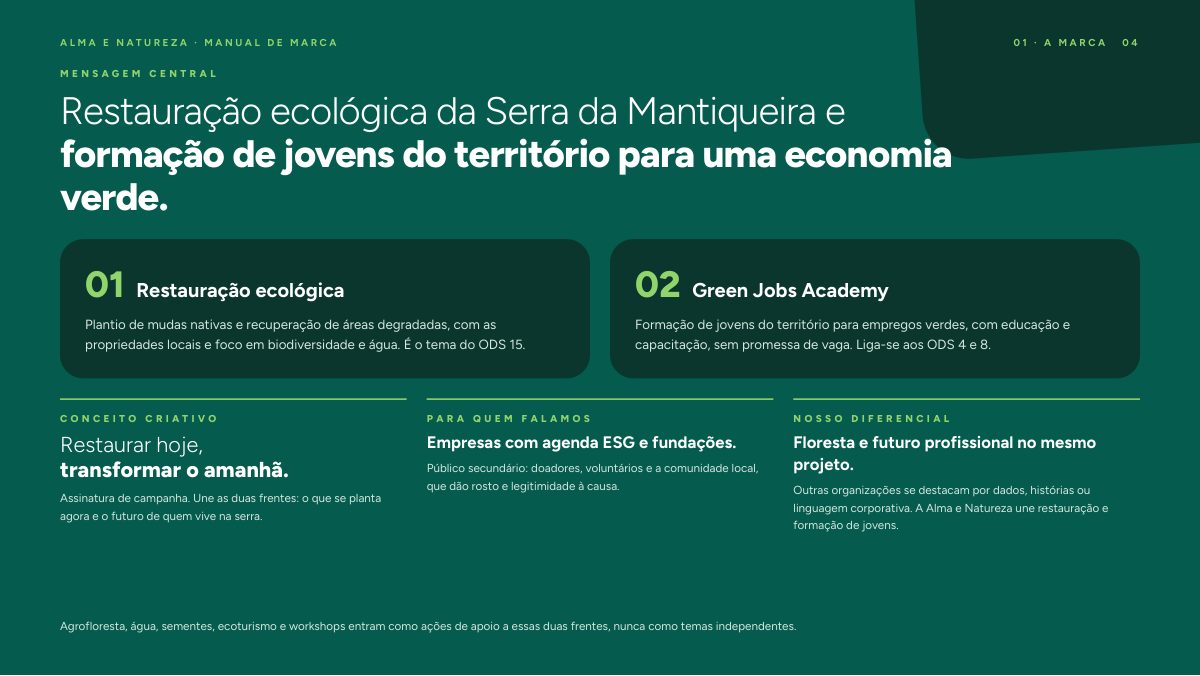 ALMA E NATUREZA · MANUAL DE MARCA
01 · A MARCA 04
MENSAGEM CENTRAL
Restauração ecológica da Serra da Mantiqueira e
formação de jovens do território para uma economia
verde.
01 Restauração ecológica
Plantio de mudas nativas e recuperação de áreas degradadas, com as
propriedades locais e foco em biodiversidade e água. É o tema do ODS 15.
02 Green Jobs Academy
Formação de jovens do território para empregos verdes, com educação e
capacitação, sem promessa de vaga. Liga-se aos ODS 4 e 8.
CONCEITO CRIATIVO
Restaurar hoje,
transformar o amanhã.
Assinatura de campanha. Une as duas frentes: o que se planta
agora e o futuro de quem vive na serra.
PARA QUEM FALAMOS
Empresas com agenda ESG e fundações.
Público secundário: doadores, voluntários e a comunidade local,
que dão rosto e legitimidade à causa.
NOSSO DIFERENCIAL
Floresta e futuro profissional no mesmo
projeto.
Outras organizações se destacam por dados, histórias ou
linguagem corporativa. A Alma e Natureza une restauração e
formação de jovens.
Agrofloresta, água, sementes, ecoturismo e workshops entram como ações de apoio a essas duas frentes, nunca como temas independentes.